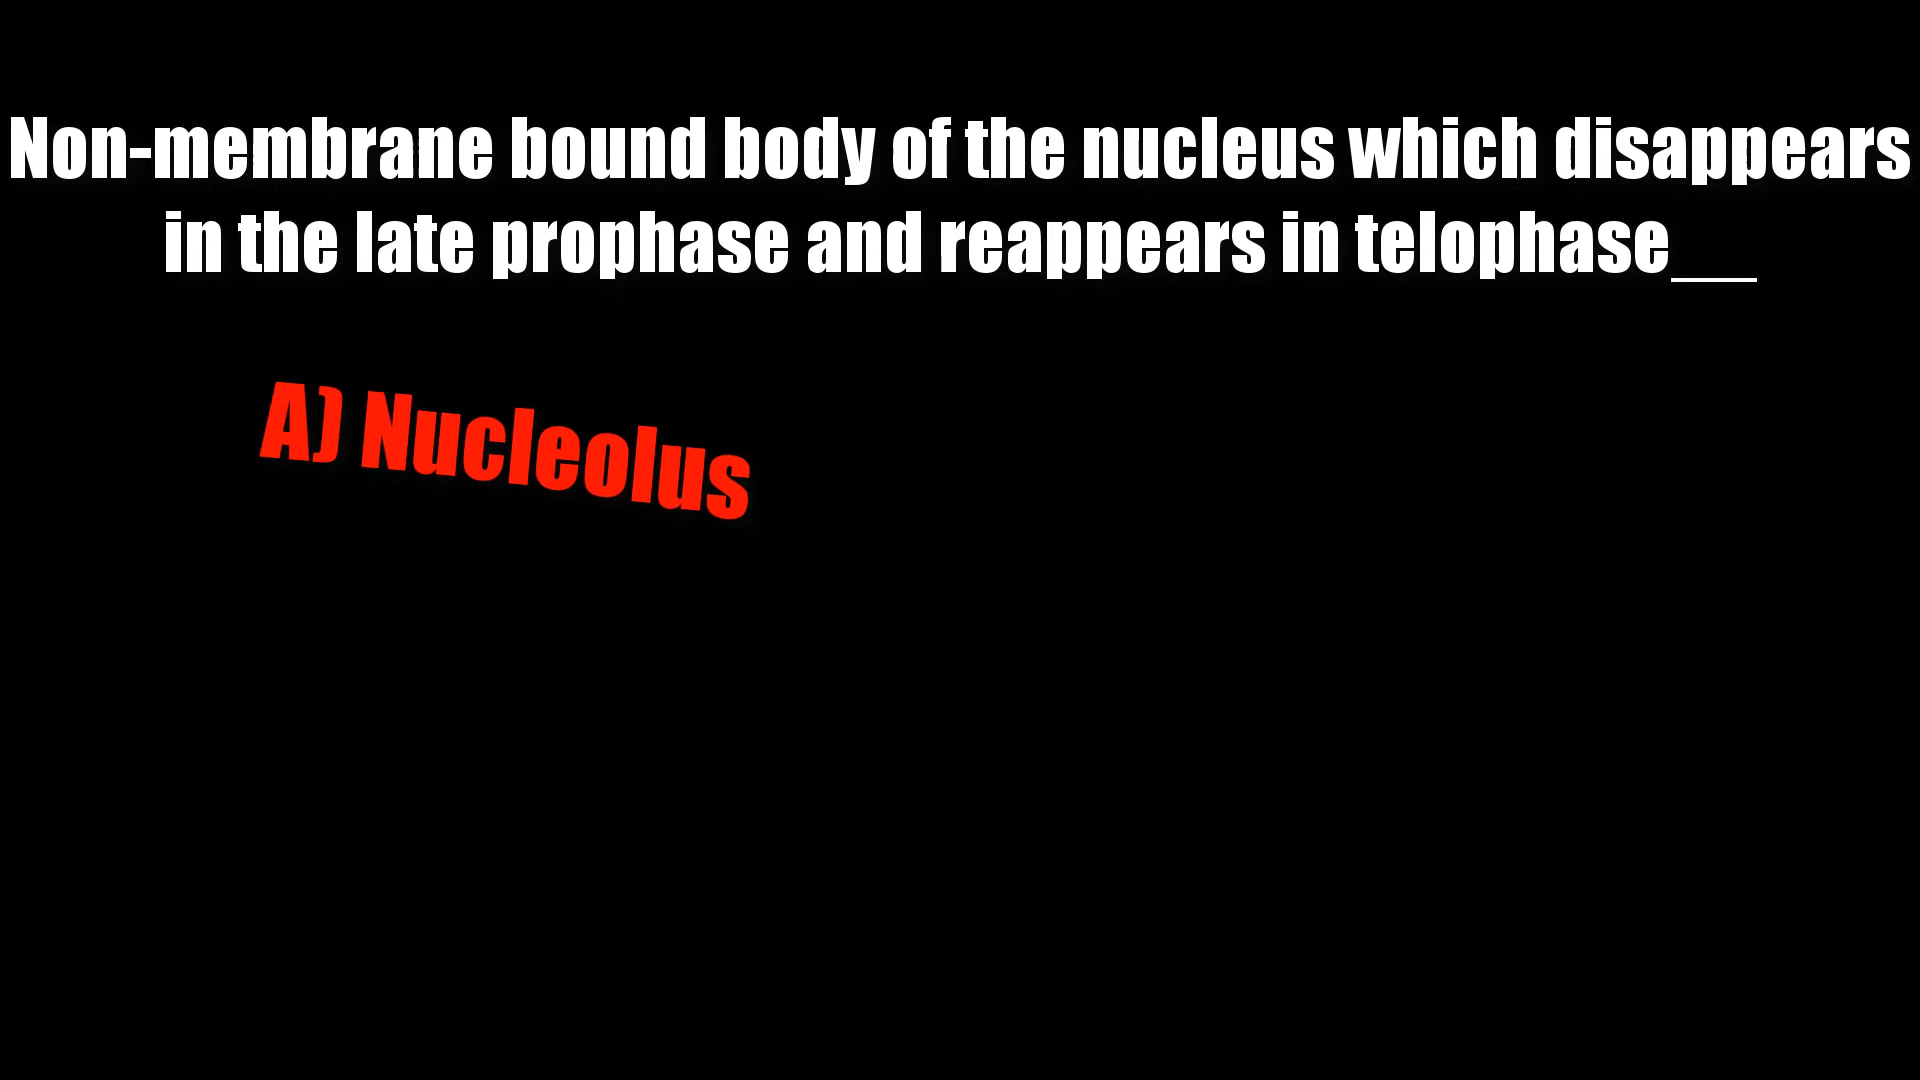 Non-membrane bound body of the nucleus which disappears
in the late prophase and reappears in telophase__
A) Nucleolus